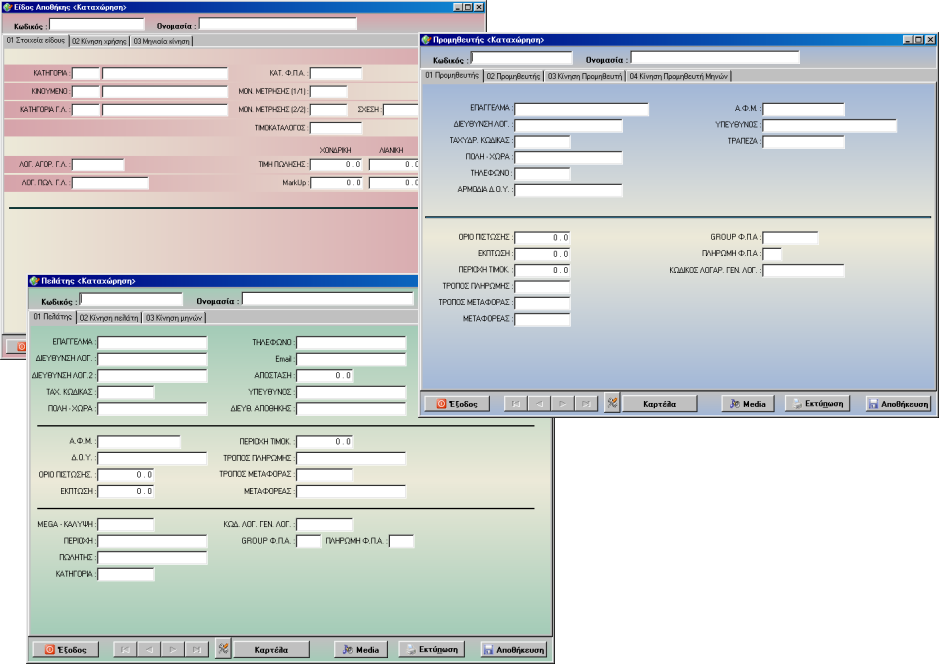 Είδος Αποθήκης <Καταχώρηση>
Κωδικός : Ονομασία :
01 Στοιχεία είδους 02 Κίνηση χρήσης 03 Μηνιαία κίνηση
ΚΑΤΗΓΟΡΙΑ : ΚΑΤ. Φ.Π.Α. :
ΚΙΝΟΥΜΕΝΟ : ΜΟΝ. ΜΕΤΡΗΣΗΣ (1/1) :
ΚΑΤΗΓΟΡΙΑ Γ.Λ. : ΜΟΝ. ΜΕΤΡΗΣΗΣ (2/2) : ΣΧΕΣΗ :
ΤΙΜΟΚΑΤΑΛΟΓΟΣ :
ΧΟΝΔΡΙΚΗ ΛΙΑΝΙΚΗ
ΛΟΓ. ΑΓΟΡ. Γ.Λ. : ΤΙΜΗ ΠΩΛΗΣΗΣ : 0.0 0.0
ΛΟΓ. ΠΩΛ. Γ.Λ. : MarkUp : 0.0 0.0
Προμηθευτής <Καταχώρηση>
Κωδικός : Ονομασία :
01 Προμηθευτής 02 Προμηθευτής 03 Κίνηση Προμηθευτή 04 Κίνηση Προμηθευτή Μηνών
ΕΠΑΓΓΕΛΜΑ : Α.Φ.Μ. :
ΔΙΕΥΘΥΝΣΗ ΛΟΓ. : ΥΠΕΥΘΥΝΟΣ :
ΤΑΧΥΔΡ. ΚΩΔΙΚΑΣ : ΤΡΑΠΕΖΑ :
ΠΟΛΗ - ΧΩΡΑ :
ΤΗΛΕΦΩΝΟ :
ΑΡΜΟΔΙΑ Δ.Ο.Υ. :
ΟΡΙΟ ΠΙΣΤΩΣΗΣ : 0.0 GROUP Φ.Π.Α :
ΕΚΠΤΩΣΗ : 0.0 ΠΛΗΡΩΜΗ Φ.Π.Α :
ΠΕΡΙΟΧΗ ΤΙΜΟΚ. : 0.0 ΚΩΔΙΚΟΣ ΛΟΓΑΡ. ΓΕΝ. ΛΟΓ. :
ΤΡΟΠΟΣ ΠΛΗΡΩΜΗΣ :
ΤΡΟΠΟΣ ΜΕΤΑΦΟΡΑΣ :
ΜΕΤΑΦΟΡΕΑΣ :
Έξοδος Καρτέλα Media Εκτύπωση Αποθήκευση
Πελάτης <Καταχώρηση>
Κωδικός : Ονομασία :
01 Πελάτης 02 Κίνηση πελάτη 03 Κίνηση μηνών
ΕΠΑΓΓΕΛΜΑ : ΤΗΛΕΦΩΝΟ :
ΔΙΕΥΘΥΝΣΗ ΛΟΓ. : Email :
ΔΙΕΥΘΥΝΣΗ ΛΟΓ.2 : ΑΠΟΣΤΑΣΗ : 0.0
ΤΑΧ. ΚΩΔΙΚΑΣ : ΥΠΕΥΘΥΝΟΣ :
ΠΟΛΗ - ΧΩΡΑ : ΔΙΕΥΘ. ΑΠΟΘΗΚΗΣ :
Α.Φ.Μ. : ΠΕΡΙΟΧΗ ΤΙΜΟΚ. : 0.0
Δ.Ο.Υ. : ΤΡΟΠΟΣ ΠΛΗΡΩΜΗΣ :
ΟΡΙΟ ΠΙΣΤΩΣΗΣ. : 0.0 ΤΡΟΠΟΣ ΜΕΤΑΦΟΡΑΣ :
ΕΚΠΤΩΣΗ : 0.0 ΜΕΤΑΦΟΡΕΑΣ :
MEGA - ΚΑΛΥΨΗ : ΚΩΔ. ΛΟΓ. ΓΕΝ. ΛΟΓ. :
ΠΕΡΙΟΧΗ : GROUP Φ.Π.Α. : ΠΛΗΡΩΜΗ Φ.Π.Α. :
ΠΩΛΗΤΗΣ :
ΚΑΤΗΓΟΡΙΑ :
Έξοδος Καρτέλα Media Εκτύπωση Αποθήκευση